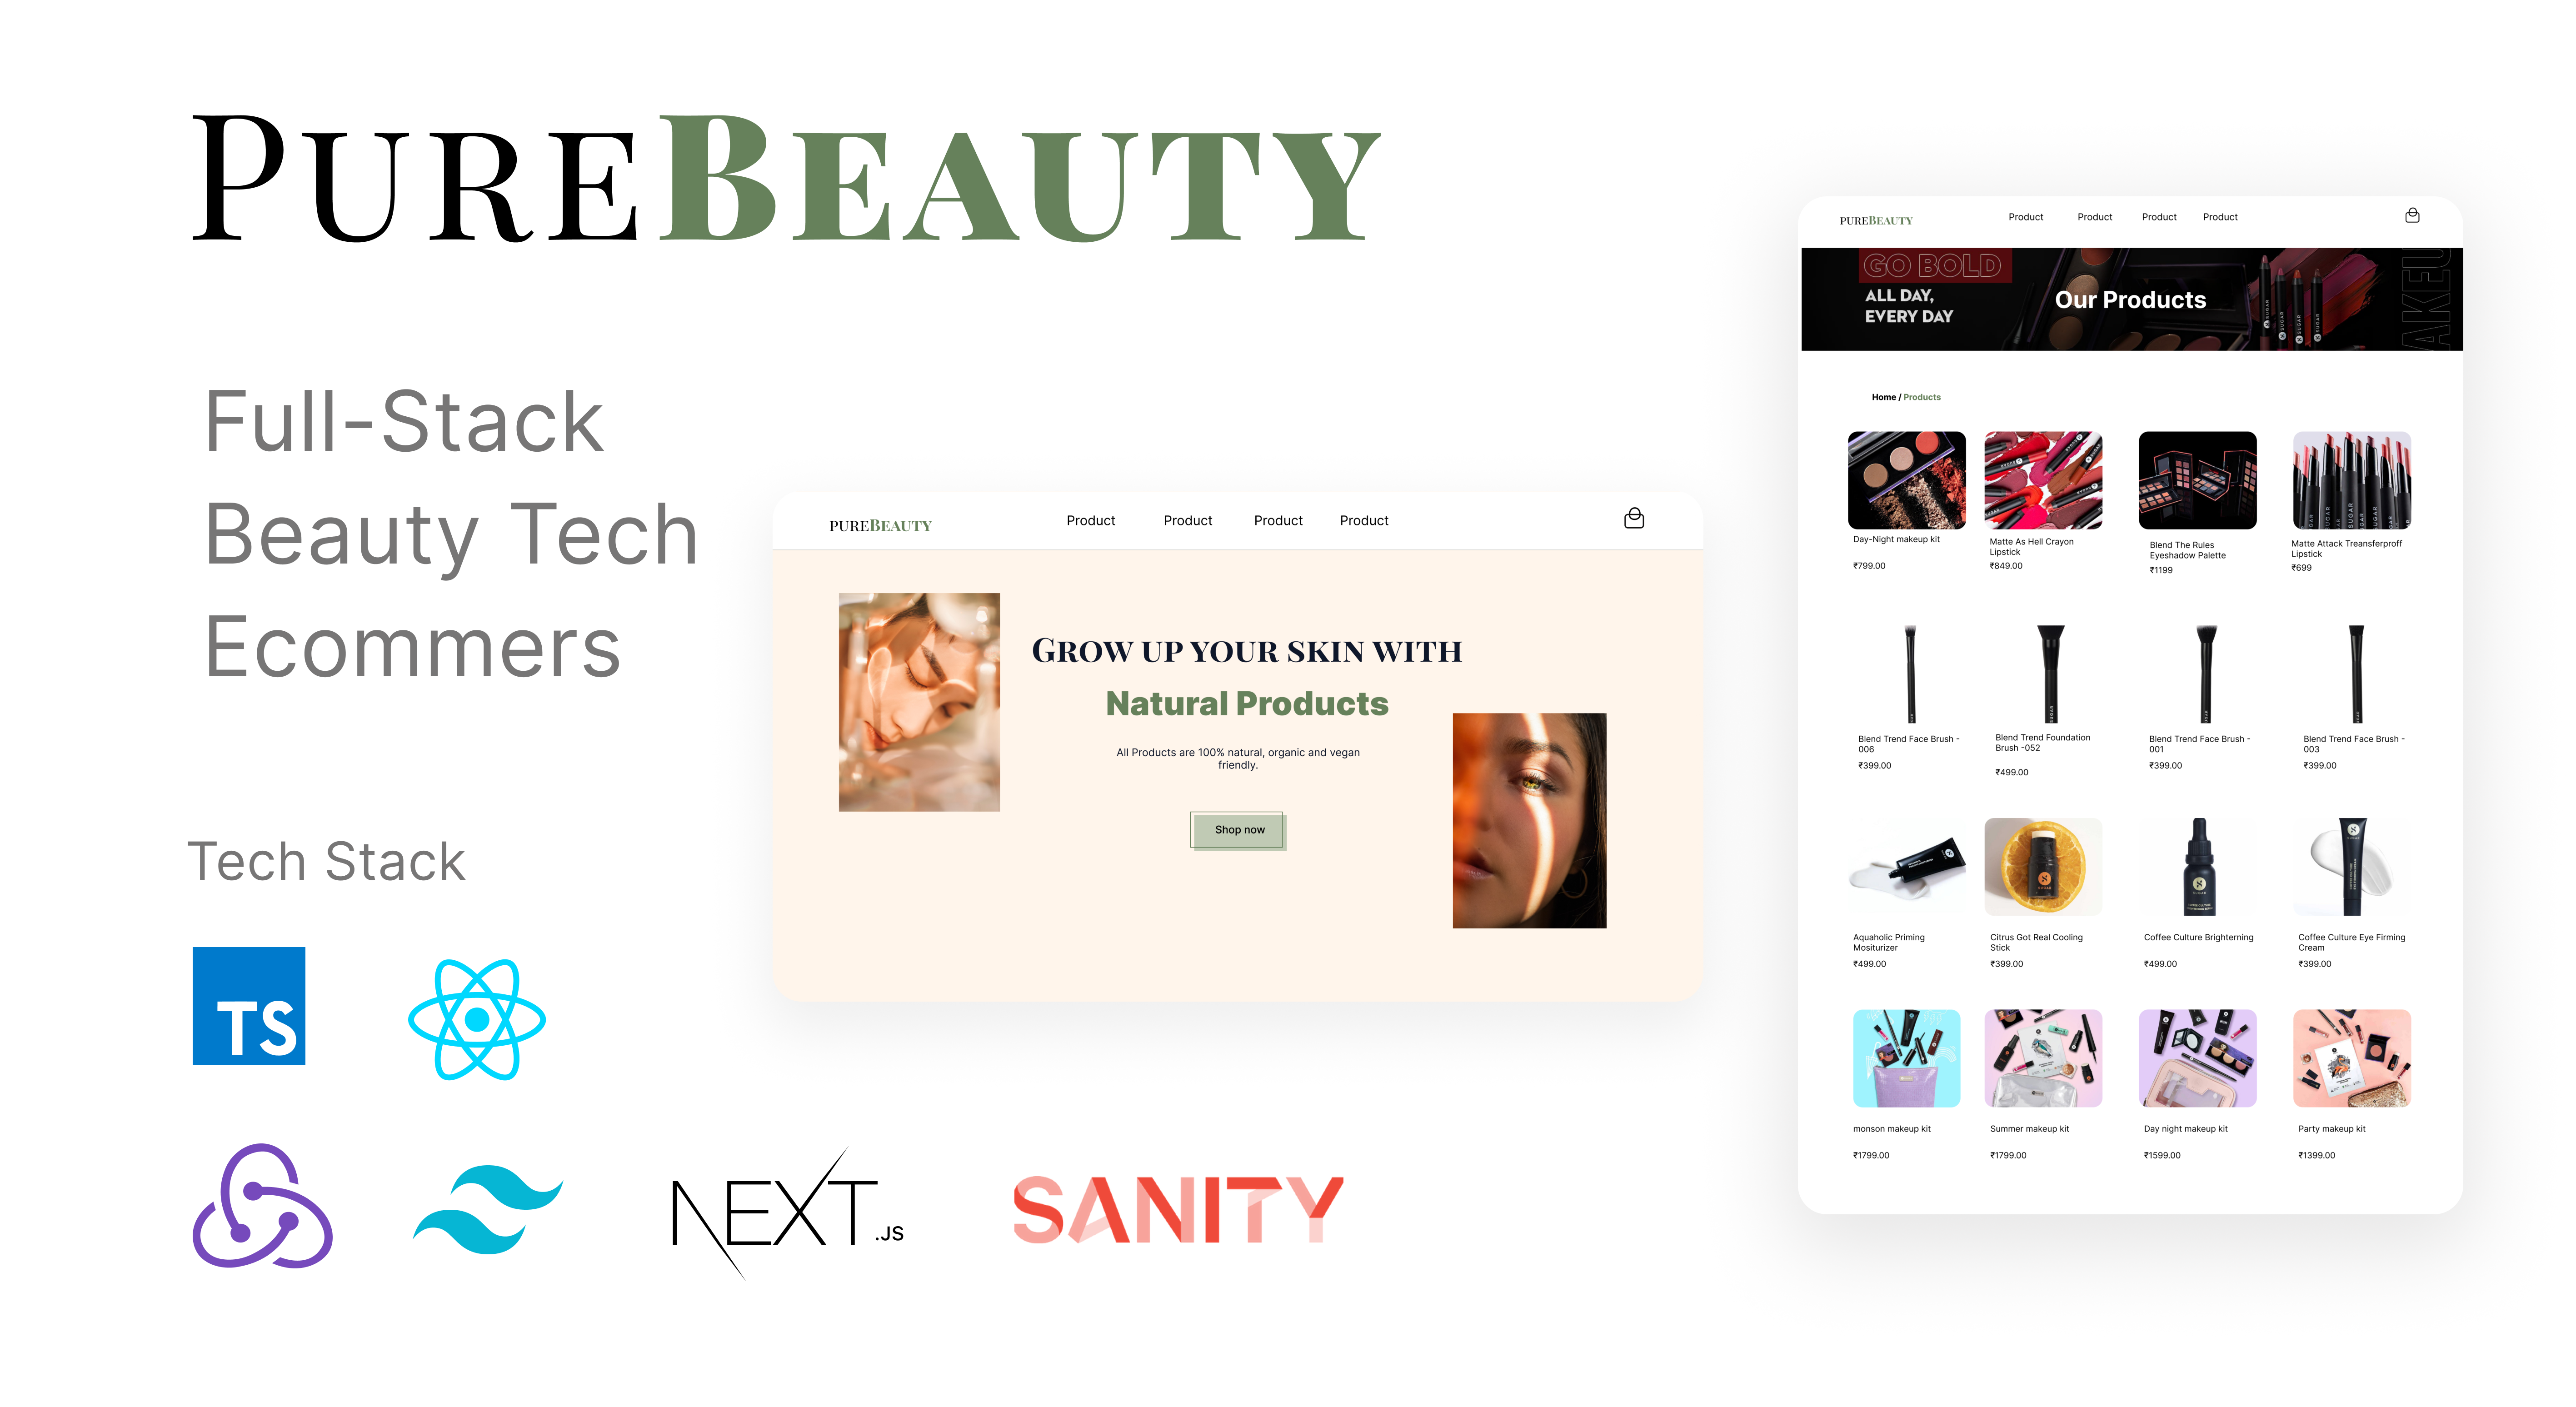 PUREBEAUTY
Full-Stack
Beauty Tech
Ecommers
Tech Stack
TS
NEXT.JS
SANITY
PUREBEAUTY
Product Product Product Product
GROW UP YOUR SKIN WITH
Natural Products
All Products are 100% natural, organic and vegan
friendly.
Shop now
PUREBEAUTY
Product Product Product Product
GO BOLD
ALL DAY,
EVERY DAY
Our Products
SUGAR
SUGAR
SUGAR
SUGAR
AKEU
Home / Products
Day-Night makeup kit
₹799.00
Matte As Hell Crayon
Lipstick
₹849.00
Blend The Rules
Eyeshadow Palette
₹1199
Matte Attack Treansferproff
Lipstick
₹699
Blend Trend Face Brush -
006
₹399.00
Blend Trend Foundation
Brush -052
₹499.00
Blend Trend Face Brush -
001
₹399.00
Blend Trend Face Brush -
003
₹399.00
Aquaholic Priming
Mositurizer
₹499.00
Citrus Got Real Cooling
Stick
₹399.00
Coffee Culture Brighterning
₹499.00
Coffee Culture Eye Firming
Cream
₹399.00
monson makeup kit
₹1799.00
Summer makeup kit
₹1799.00
Day night makeup kit
₹1599.00
Party makeup kit
₹1399.00